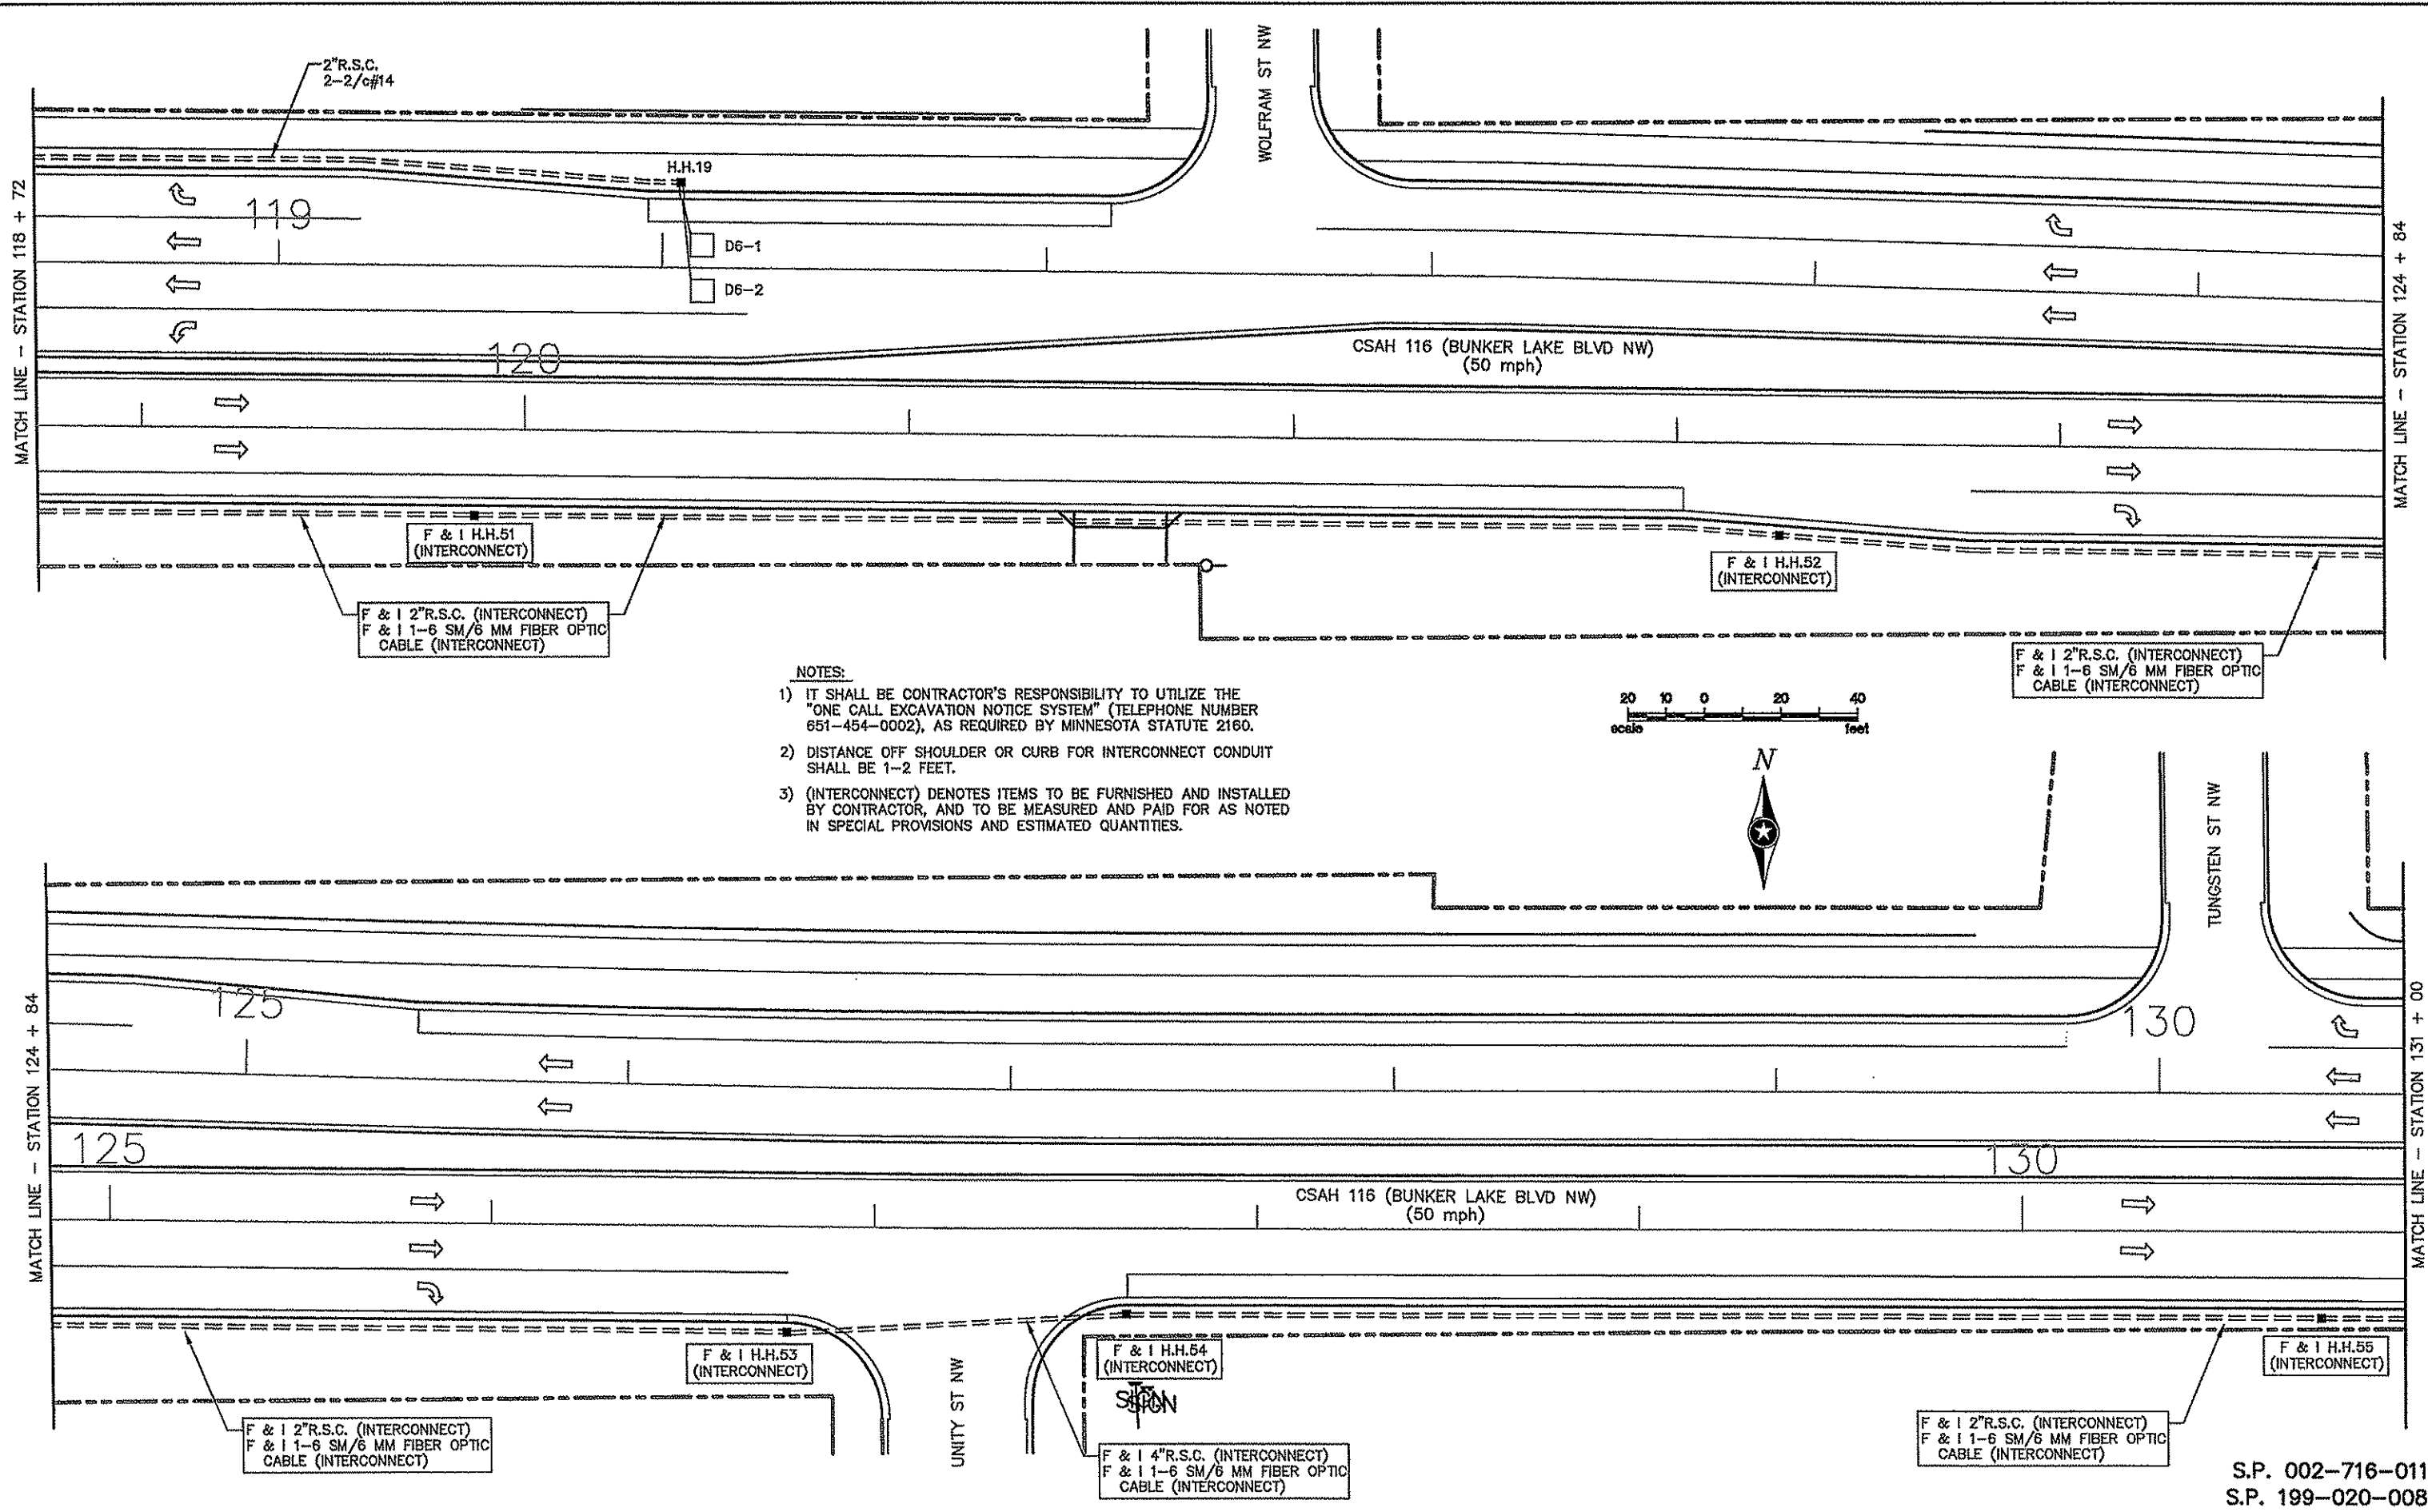 2"R.S.C.
2-2/c#14
WOLFRAM ST NW
MATCH LINE - STATION 118 + 72
H.H.19
119
D6-1
D6-2
MATCH LINE - STATION 124 + 84
120
CSAH 116 (BUNKER LAKE BLVD NW)
(50 mph)
F & I H.H.51
(INTERCONNECT)
F & I H.H.52
(INTERCONNECT)
F & I 2"R.S.C. (INTERCONNECT)
F & I 1-6 SM/6 MM FIBER OPTIC
CABLE (INTERCONNECT)
F & I 2"R.S.C. (INTERCONNECT)
F & I 1-6 SM/6 MM FIBER OPTIC
CABLE (INTERCONNECT)
NOTES:
1) IT SHALL BE CONTRACTOR'S RESPONSIBILITY TO UTILIZE THE
"ONE CALL EXCAVATION NOTICE SYSTEM" (TELEPHONE NUMBER
651-454-0002), AS REQUIRED BY MINNESOTA STATUTE 216D.
2) DISTANCE OFF SHOULDER OR CURB FOR INTERCONNECT CONDUIT
SHALL BE 1-2 FEET.
3) (INTERCONNECT) DENOTES ITEMS TO BE FURNISHED AND INSTALLED
BY CONTRACTOR, AND TO BE MEASURED AND PAID FOR AS NOTED
IN SPECIAL PROVISIONS AND ESTIMATED QUANTITIES.
20 10 0 20 40
scale feet
N
TUNGSTEN ST NW
MATCH LINE - STATION 124 + 84
125
130
MATCH LINE - STATION 131 + 00
125
130
CSAH 116 (BUNKER LAKE BLVD NW)
(50 mph)
F & I H.H.53
(INTERCONNECT)
UNITY ST NW
F & I H.H.54
(INTERCONNECT)
SIGN
SIGN
F & I H.H.55
(INTERCONNECT)
F & I 2"R.S.C. (INTERCONNECT)
F & I 1-6 SM/6 MM FIBER OPTIC
CABLE (INTERCONNECT)
F & I 4"R.S.C. (INTERCONNECT)
F & I 1-6 SM/6 MM FIBER OPTIC
CABLE (INTERCONNECT)
F & I 2"R.S.C. (INTERCONNECT)
F & I 1-6 SM/6 MM FIBER OPTIC
CABLE (INTERCONNECT)
S.P. 002-716-011
S.P. 199-020-008